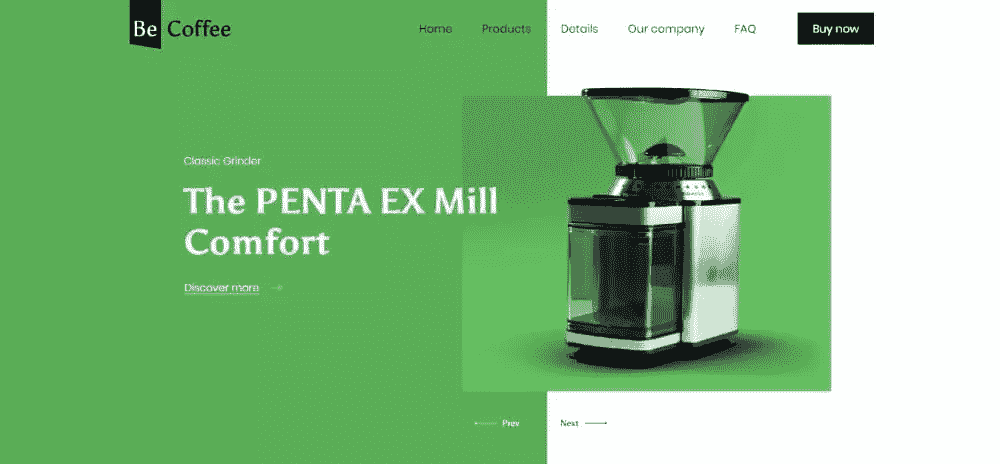 Be Coffee
Home Products Details Our company FAQ Buy now
Classic Grinder
The PENTA EX Mill
Comfort
Discover more
Prev Next